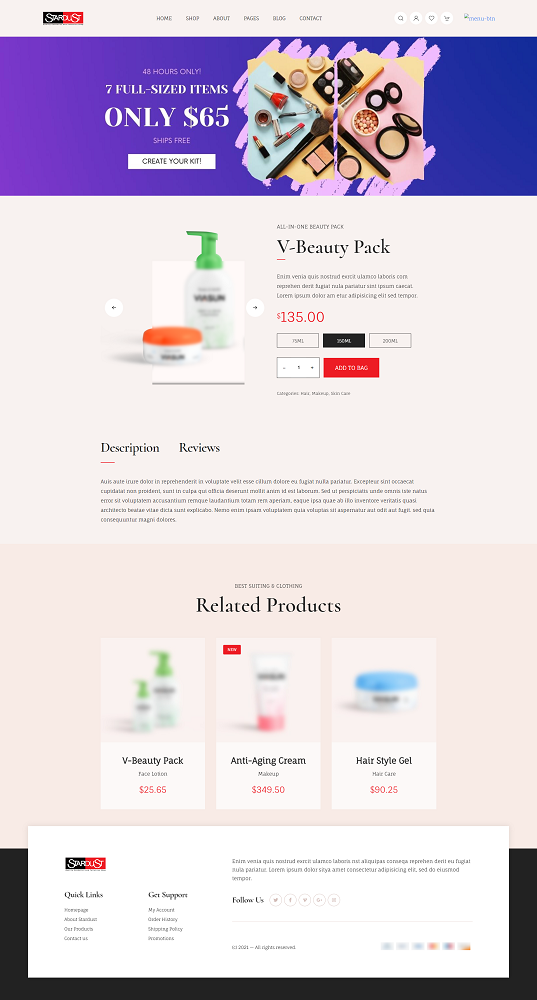 STARDUST
HOME SHOP ABOUT PAGES BLOG CONTACT
menu-btn
48 HOURS ONLY!
7 FULL-SIZED ITEMS
ONLY $65
SHIPS FREE
CREATE YOUR KIT!
ALL-IN-ONE BEAUTY PACK
V-Beauty Pack
Enim venia quis nostrud exrcit ulamco laboris com
reprehen derit fugiat nula pariatur sint ipsum caecat.
Lorem ipsum dolor am etur adipisicing elit sed tempor.
$135.00
75ML 150ML 200ML
- 1 +
ADD TO BAG
Categories: Hair, Makeup, Skin Care
Description Reviews
Auis aute irure dolor in reprehenderit in voluptate velit esse cillum dolore eu fugiat nulla pariatur. Excepteur sint occaecat
cupidatat non proident, sunt in culpa qui officia deserunt mollit anim id est laborum. Sed ut perspiciatis unde omnis iste natus
error sit voluptatem accusantium remque laudantium totam rem aperiam, eaque ipsa quae ab illo inventore veritatis quasi
architecto beatae vitae dicta sunt explicabo. Nemo enim ipsam voluptatem quia voluptas sit aspernatur aut odit aut fugit, sed quia
consequuntur magni dolores.
BEST SUITING & CLOTHING
Related Products
NEW
V-Beauty Pack
Face Lotion
$25.65
Anti-Aging Cream
Makeup
$349.50
Hair Style Gel
Hair Care
$90.25
STARDUST
Enim venia quis nostrud exercit ulamco laboris nst aliquipas conseqa reprehen derit eu fugiat
nula pariatur. Lorem ipsum dolor sitya amet consectetur adipisicing elit, sed do eiusmod
tempor.
Quick Links
Homepage
About Stardust
Our Products
Contact us
Get Support
My Account
Order History
Shipping Policy
Promotions
Follow Us
(C) 2021 — All rights reserved.